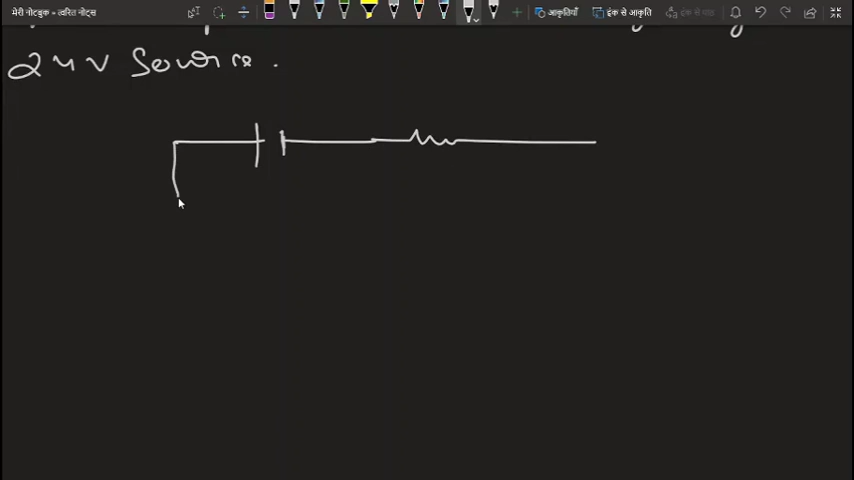 मेरी नोटबुक » त्वरित नोट्स
आकृतियाँ
इंक से आकृति
इंक से पाठ
24 V Source.